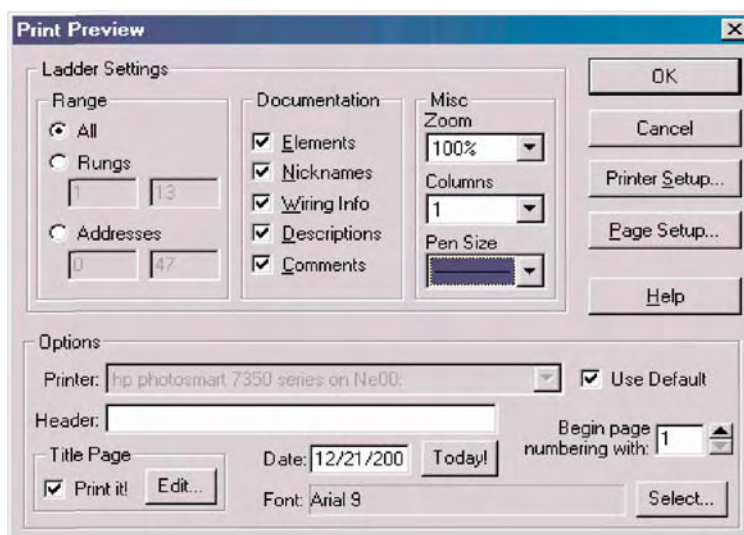 Print Preview
Ladder Settings
Range
All
Rungs
1 13
Addresses
0 47
Documentation
Elements
Nicknames
Wiring Info
Descriptions
Comments
Misc
Zoom
100%
Columns
1
Pen Size
OK
Cancel
Printer Setup...
Page Setup...
Help
Options
Printer: hp photosmart 7350 series on Ne00:
Use Default
Header:
Begin page
numbering with: 1
Title Page
Print it! Edit...
Date: 12/21/200 Today!
Font: Arial 9
Select...